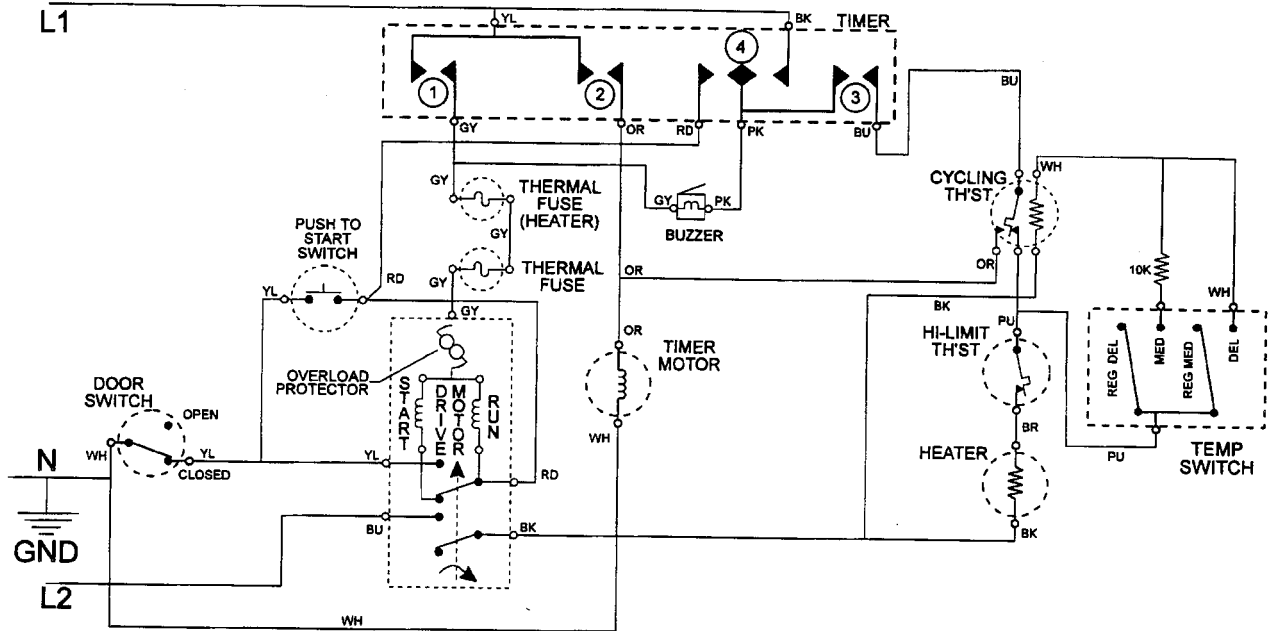 L1
YL
BK
TIMER
4
1
2
3
BU
GY
OR
RD
PK
BU
GY
THERMAL
FUSE
(HEATER)
GY
GY
PK
BUZZER
CYCLING
TH'ST
WH
PUSH TO
START
SWITCH
GY
THERMAL
FUSE
OR
OR
10K
YL
RD
GY
GY
BK
WH
PU
HI-LIMIT
TH'ST
OR
TIMER
MOTOR
OVERLOAD
PROTECTOR
START
DRIVE
MOTOR
RUN
REG DEL
MED
REG MED
DEL
DOOR
SWITCH
OPEN
WH
YL
CLOSED
YL
WH
BR
HEATER
PU
TEMP
SWITCH
N
RD
GND
BU
BK
BK
L2
WH